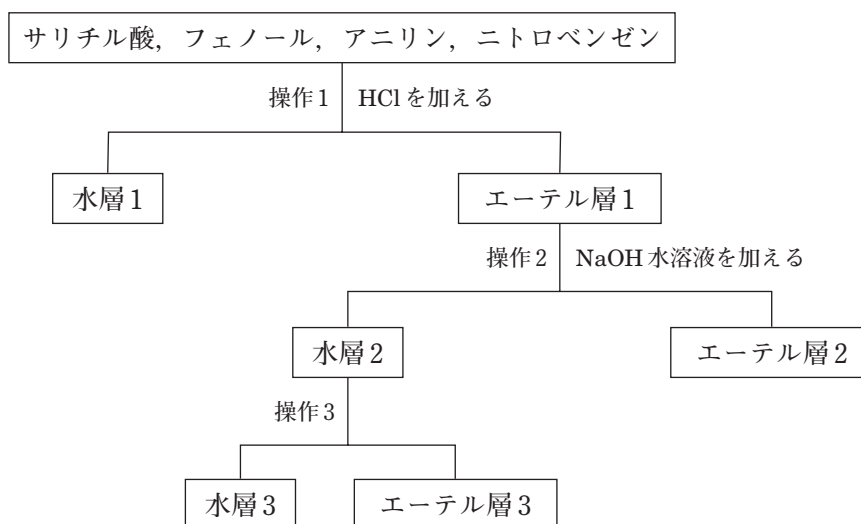 サリチル酸，フェノール，アニリン，ニトロベンゼン
操作1 HClを加える
水層1 エーテル層1
操作2 NaOH水溶液を加える
水層2 エーテル層2
操作3
水層3 エーテル層3